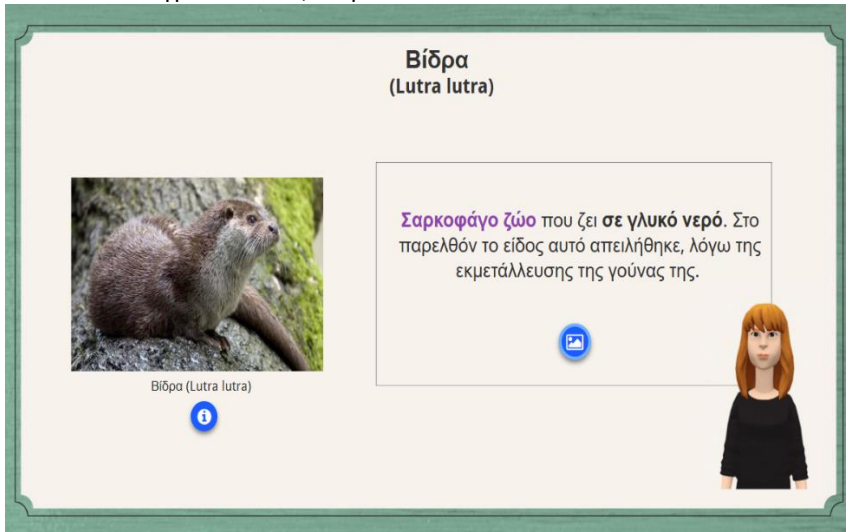 Βίδρα
(Lutra lutra)
Σαρκοφάγο ζώο που ζει σε γλυκό νερό. Στο
παρελθόν το είδος αυτό απειλήθηκε, λόγω της
εκμετάλλευσης της γούνας της.
Βίδρα (Lutra lutra)